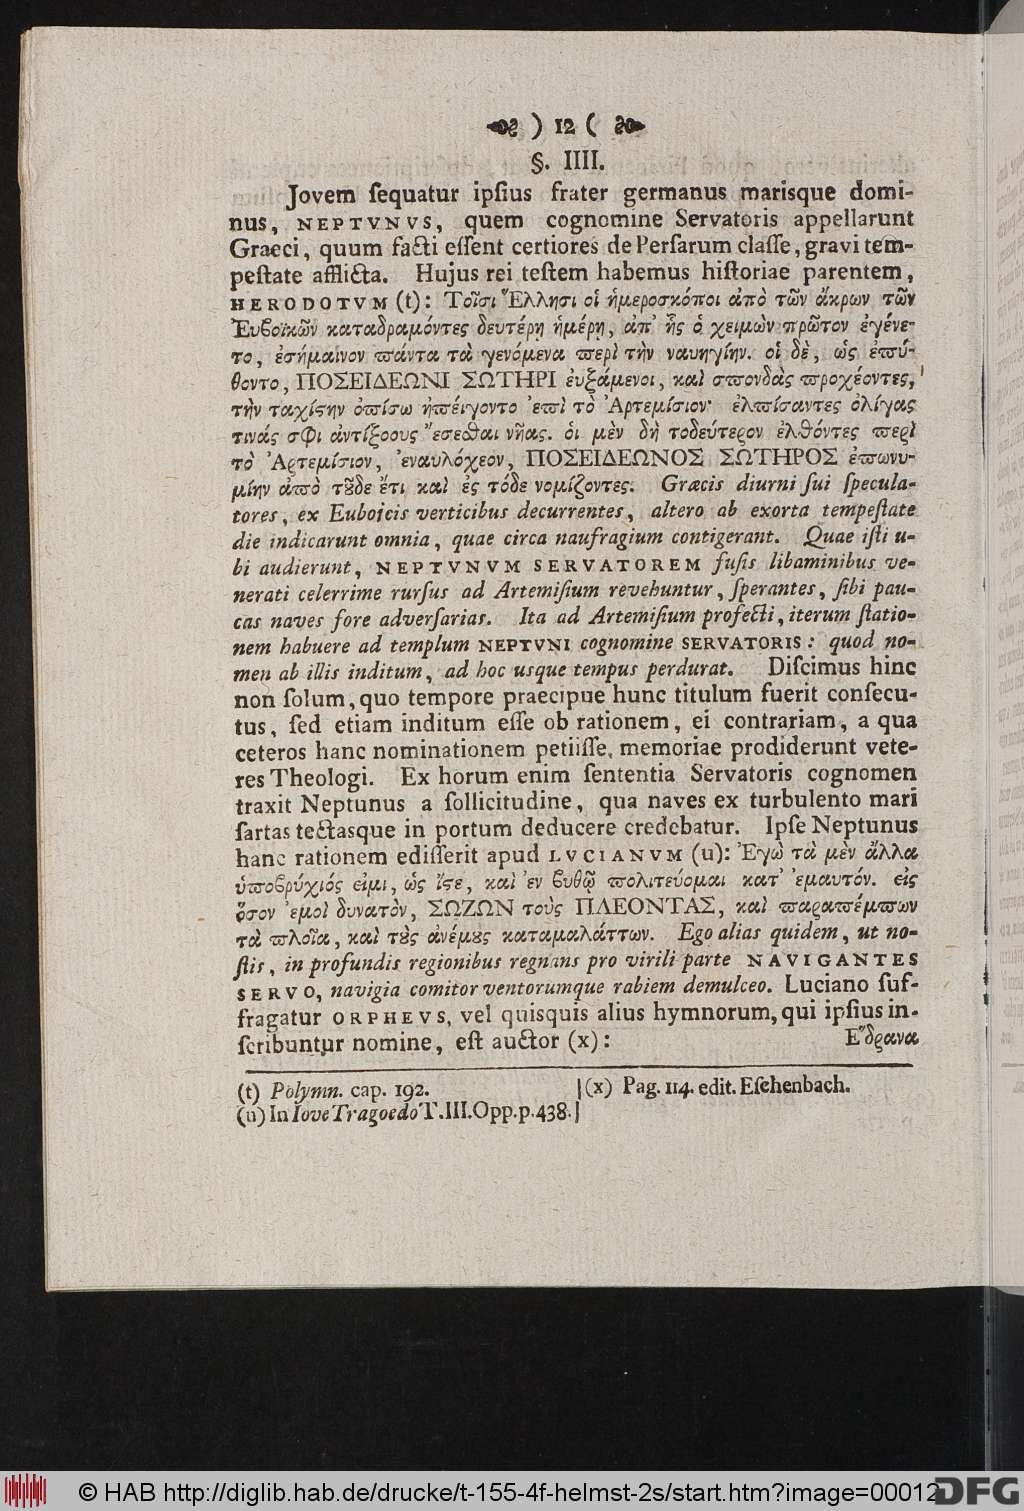 ) 12 (
§. IIII.
Jovem ſequatur ipſius frater germanus marisque domi-
nus, NEPTVNVS, quem cognomine Servatoris appellarunt
Graeci, quum facti eſſent certiores de Perſarum claſſe, gravi tem-
peſtate afflicta. Hujus rei teſtem habemus hiſtoriae parentem,
HERODOTVM (t): Τοῖσι Ἕλλησι οἱ ἡμεροσκόποι ἀπὸ τῶν ἄκρων τῶν
Ἐυβοϊκῶν καταδραμόντες δευτέρῃ ἡμέρῃ, ἀπ' ἧς ὁ χειμὼν πρῶτον ἐγένε-
το, ἐσήμαινον πάντα τὰ γενόμενα περὶ τὴν ναυηγίην. οἱ δὲ, ὡς ἐπύ-
θοντο, ΠΟΣΕΙΔΕΩΝΙ ΣΩΤΗΡΙ ἐυξάμενοι, καὶ σπονδὰς προχέοντες,
τὴν ταχίστην ὀπίσω ἠπέιγοντο ᾽επὶ τὸ ᾽Αρτεμίσιον· ἐλπίσαντες ὀλίγας
τινάς σφι ἀντίξοους ῎εσεσθαι νῆας. ὁι μὲν δὴ τοδεύτερον ἐλθόντες περὶ
τὸ ᾽Αρτεμίσιον, ᾽εναυλόχεον, ΠΟΣΕΙΔΕΩΝΟΣ ΣΩΤΗΡΟΣ ἐπωνυ-
μίην ἀπὸ τȣ͂δε ἔτι καὶ ἐς τόδε νομίζοντες. Græcis diurni ſui ſpecula-
tores, ex Euboicis verticibus decurrentes, altero ab exorta tempeſtate
die indicarunt omnia, quae circa naufragium contigerant. Quae iſti u-
bi audierunt, NEPTVNVM SERVATOREM fuſis libaminibus ve-
nerati celerrime rurſus ad Artemiſium revehuntur, ſperantes, ſibi pau-
cas naves fore adverſarias. Ita ad Artemiſium profecti, iterum ſtatio-
nem habuere ad templum NEPTVNI cognomine SERVATORIS: quod no-
men ab illis inditum, ad hoc usque tempus perdurat. Diſcimus hinc
non ſolum, quo tempore praecipue hunc titulum fuerit conſecu-
tus, ſed etiam inditum eſſe ob rationem, ei contrariam, a qua
ceteros hanc nominationem petiiſſe, memoriae prodiderunt vete-
res Theologi. Ex horum enim ſententia Servatoris cognomen
traxit Neptunus a ſollicitudine, qua naves ex turbulento mari
ſartas tectasque in portum deducere credebatur. Ipſe Neptunus
hanc rationem ediſſerit apud LVCIANVM (u): Ἐγὼ τὰ μὲν ἄλλα
ὑποβρύχιός εἰμι, ὡς ἴστε, καὶ ᾽εν βυθῷ πολιτεύομαι κατ' ᾽εμαυτόν. εἰς
ὅσον ᾽εμοὶ δυνατὸν, ΣΩΖΩΝ τοὺς ΠΛΕΟΝΤΑΣ, καὶ παραπέμπων
τὰ πλοῖα, καὶ τȣ̀ς ἀνέμȣς καταμαλάττων. Ego alias quidem, ut no-
ſtis, in profundis regionibus regnans pro virili parte NAVIGANTES
SERVO, navigia comitor ventorumque rabiem demulceo. Luciano ſuf-
fragatur ORPHEVS, vel quisquis alius hymnorum, qui ipſius in-
ſcribuntur nomine, eſt auctor (x):
Ἕδρανα
(t) Polymn. cap. 192.
(u) In Iove Tragoedo T. III. Opp. p. 438.
(x) Pag. 114. edit. Eſchenbach.
© HAB http://diglib.hab.de/drucke/t-155-4f-helmst-2s/start.htm?image=00012
DFG